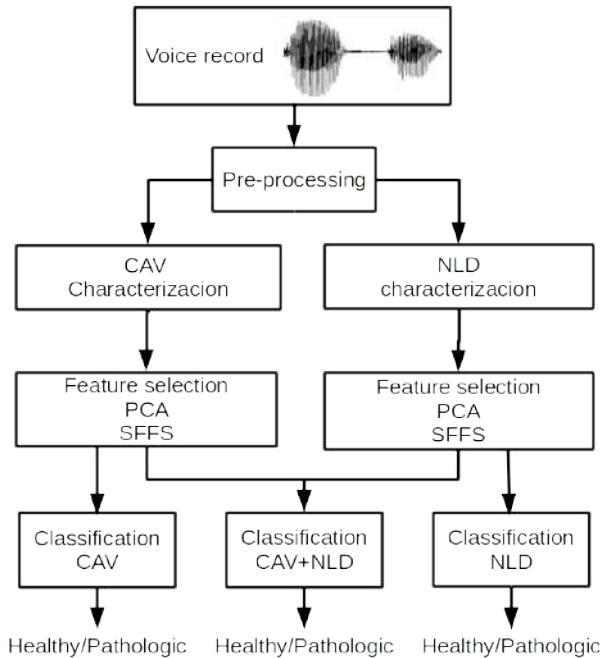 Voice record
Pre-processing
CAV
Characterizacion
NLD
characterizacion
Feature selection
PCA
SFFS
Feature selection
PCA
SFFS
Classification
CAV
Classification
CAV+NLD
Classification
NLD
Healthy/Pathologic
Healthy/Pathologic
Healthy/Pathologic